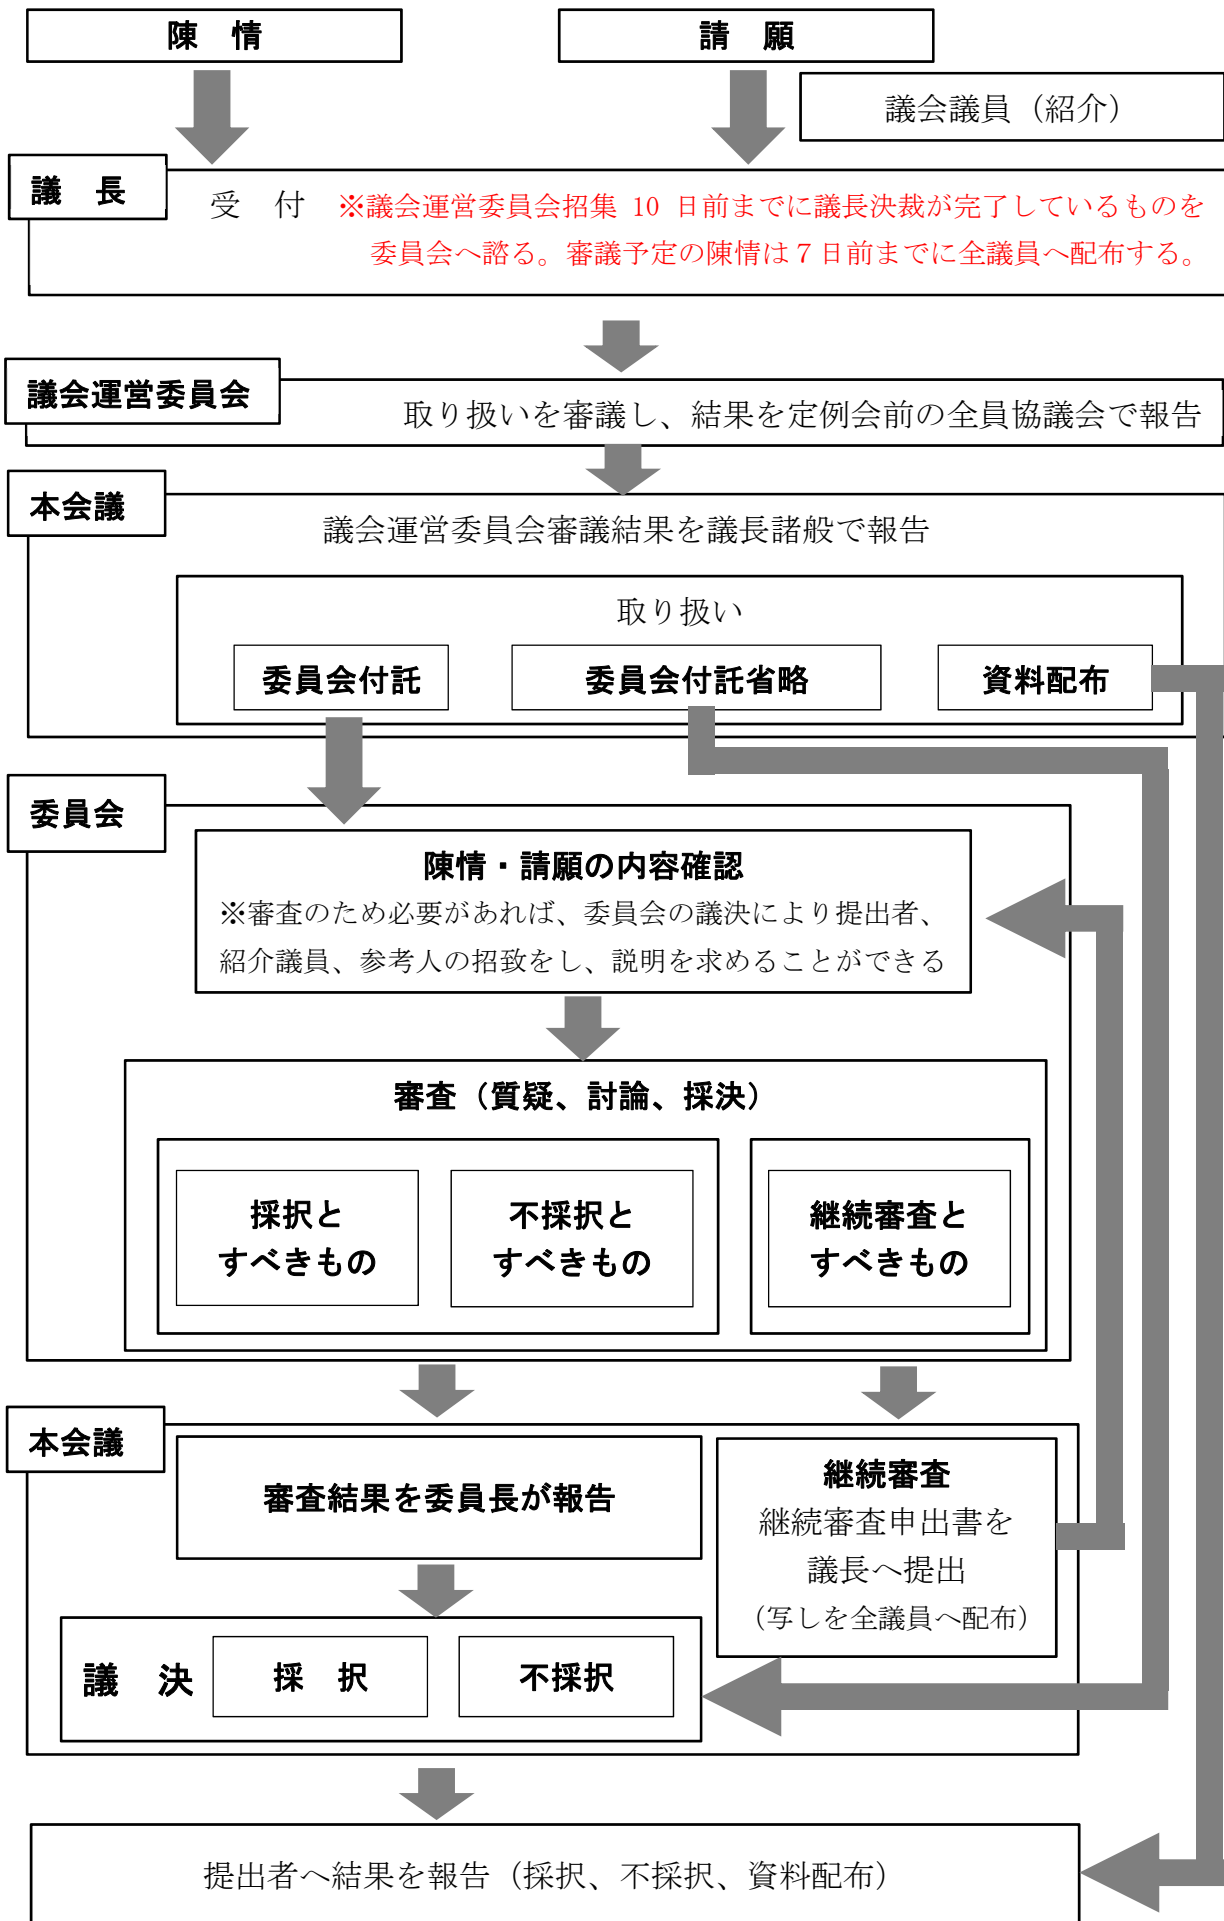 陳　情
請　願
議会議員（紹介）
議　長
受　付　※議会運営委員会招集 10 日前までに議長決裁が完了しているものを
委員会へ諮る。審議予定の陳情は７日前までに全議員へ配布する。
議会運営委員会
取り扱いを審議し、結果を定例会前の全員協議会で報告
本会議
議会運営委員会審議結果を議長諸般で報告
取り扱い
委員会付託
委員会付託省略
資料配布
委員会
陳情・請願の内容確認
※審査のため必要があれば、委員会の議決により提出者、
紹介議員、参考人の招致をし、説明を求めることができる
審査（質疑、討論、採決）
採択と
すべきもの
不採択と
すべきもの
継続審査と
すべきもの
本会議
審査結果を委員長が報告
継続審査
継続審査申出書を
議長へ提出
（写しを全議員へ配布）
議　決
採　択
不採択
提出者へ結果を報告（採択、不採択、資料配布）